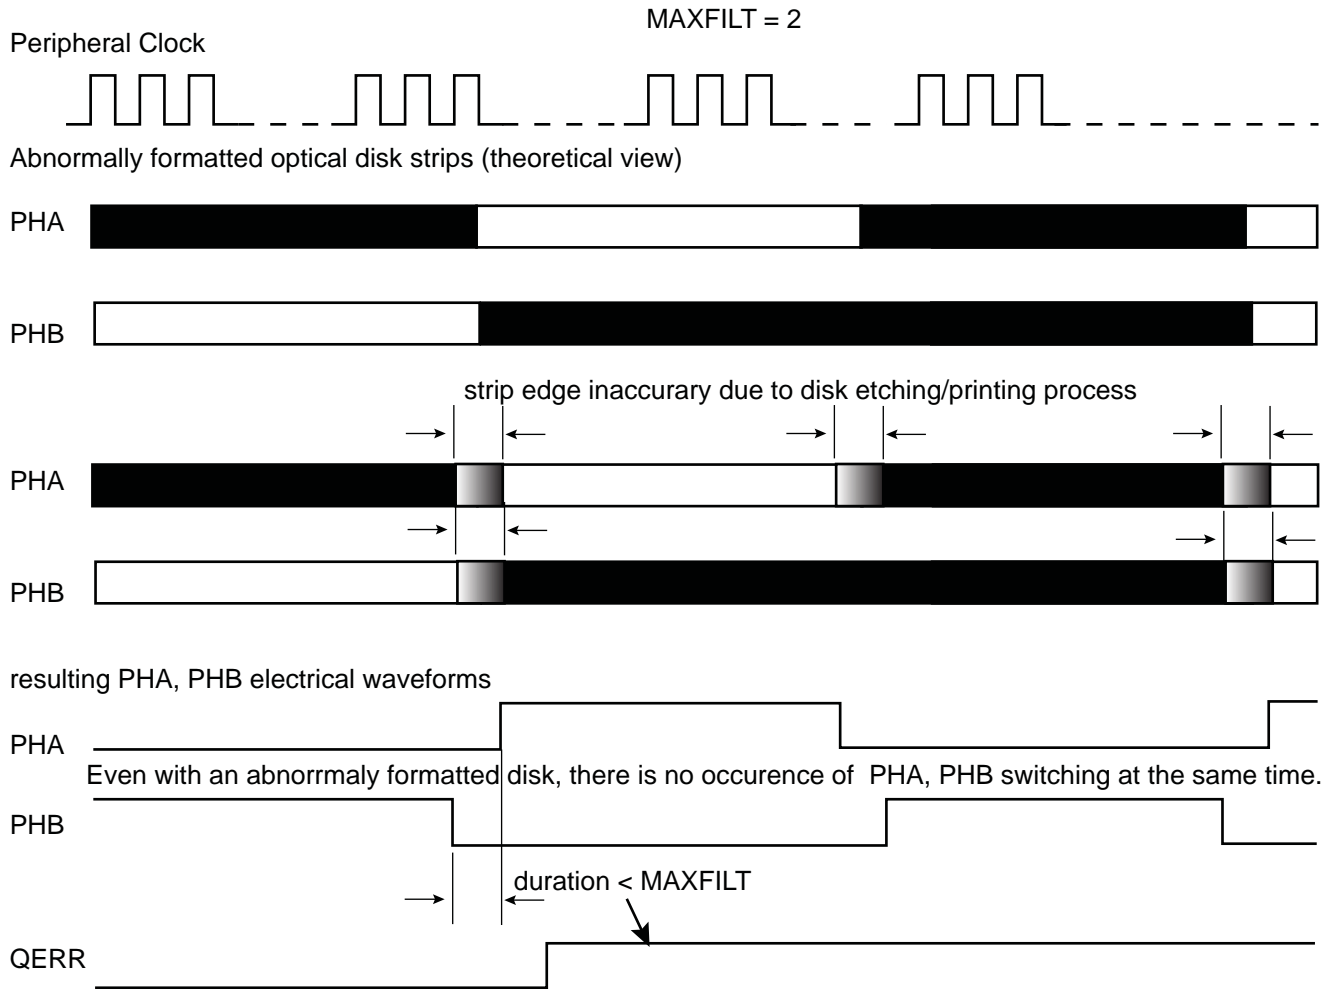 MAXFILT = 2
Peripheral Clock
Abnormally formatted optical disk strips (theoretical view)
PHA
PHB
strip edge inaccurary due to disk etching/printing process
PHA
PHB
resulting PHA, PHB electrical waveforms
PHA
Even with an abnorrmaly formatted disk, there is no occurence of PHA, PHB switching at the same time.
PHB
duration < MAXFILT
QERR